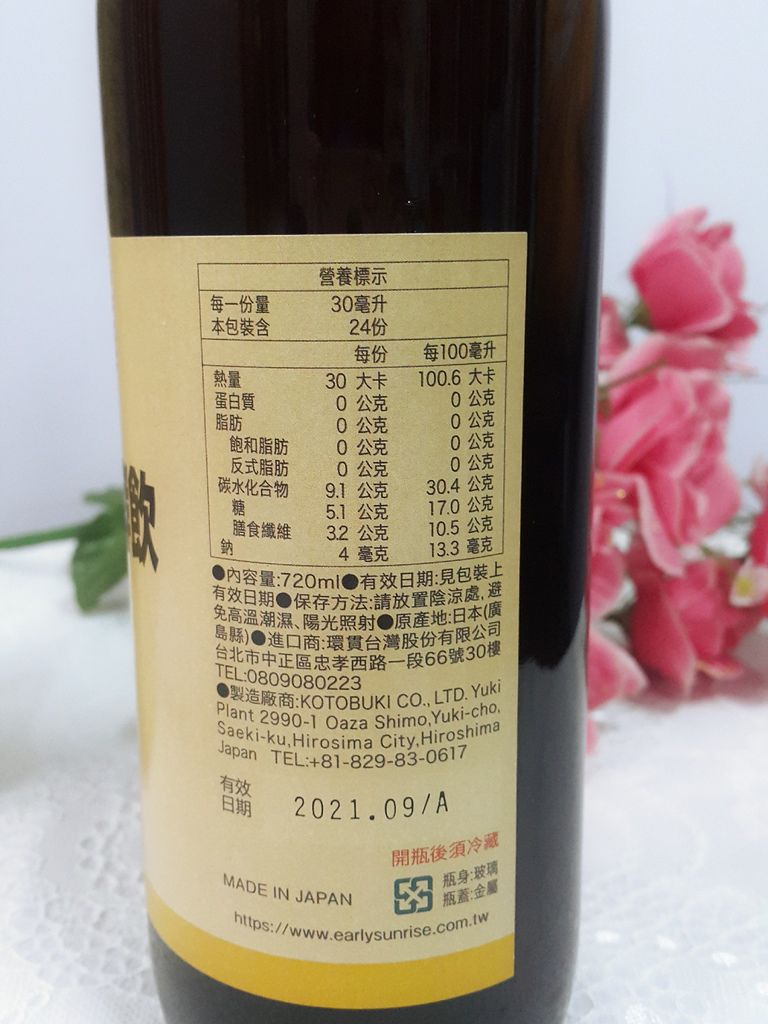 營養標示
每一份量 30毫升
本包裝含 24份
每份 每100毫升
熱量 30 大卡 100.6 大卡
蛋白質 0 公克 0 公克
脂肪 0 公克 0 公克
飽和脂肪 0 公克 0 公克
反式脂肪 0 公克 0 公克
碳水化合物 9.1 公克 30.4 公克
糖 5.1 公克 17.0 公克
膳食纖維 3.2 公克 10.5 公克
鈉 4 毫克 13.3 毫克
飲
●內容量:720ml●有效日期:見包裝上
有效日期●保存方法:請放置陰涼處,避
免高溫潮濕、陽光照射●原產地:日本(廣
島縣)●進口商:環貫台灣股份有限公司
台北市中正區忠孝西路一段66號30樓
TEL:0809080223
●製造廠商:KOTOBUKI CO., LTD. Yuki
Plant 2990-1 Oaza Shimo,Yuki-cho,
Saeki-ku,Hirosima City,Hiroshima
Japan TEL:+81-829-83-0617
有效
日期 2021.09/A
開瓶後須冷藏
MADE IN JAPAN
瓶身:玻璃
瓶蓋:金屬
https://www.earlysunrise.com.tw